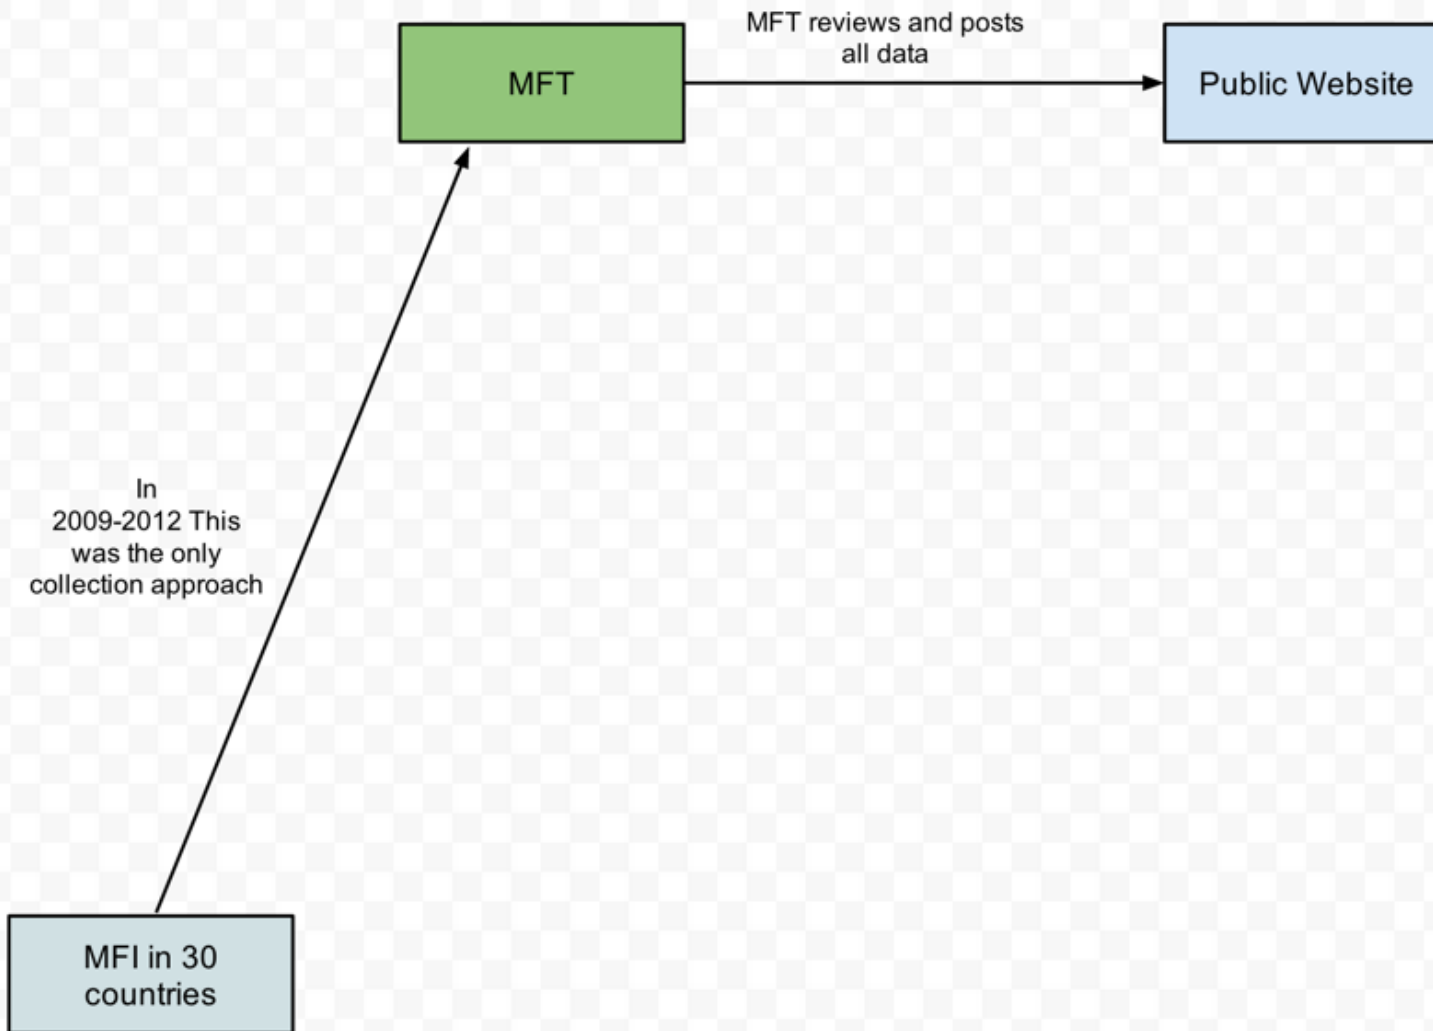 MFT reviews and posts
all data
MFT
Public Website
In
2009-2012 This
was the only
collection approach
MFI in 30
countries